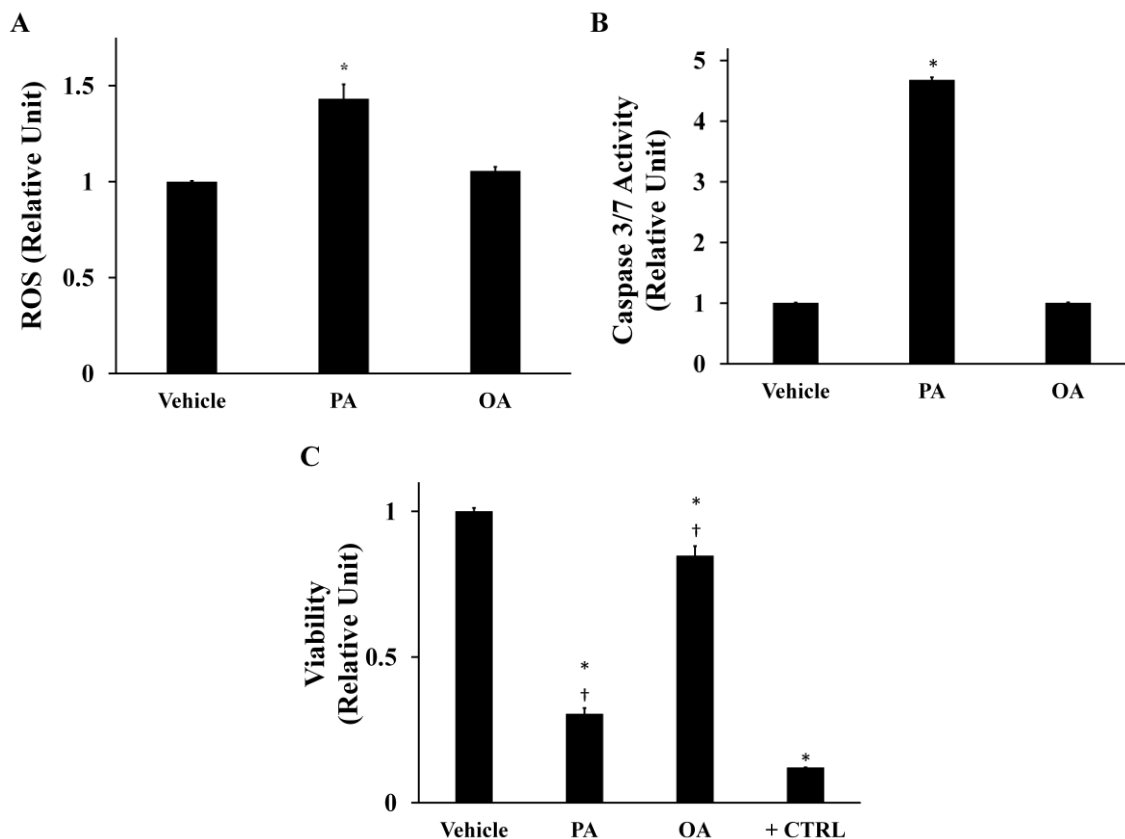 A
ROS (Relative Unit)
1.5
1
0.5
0
*
Vehicle PA OA
B
Caspase 3/7 Activity
(Relative Unit)
5
4
3
2
1
0
*
Vehicle PA OA
C
Viability
(Relative Unit)
1
0.5
0
*
†
*
†
*
Vehicle PA OA + CTRL